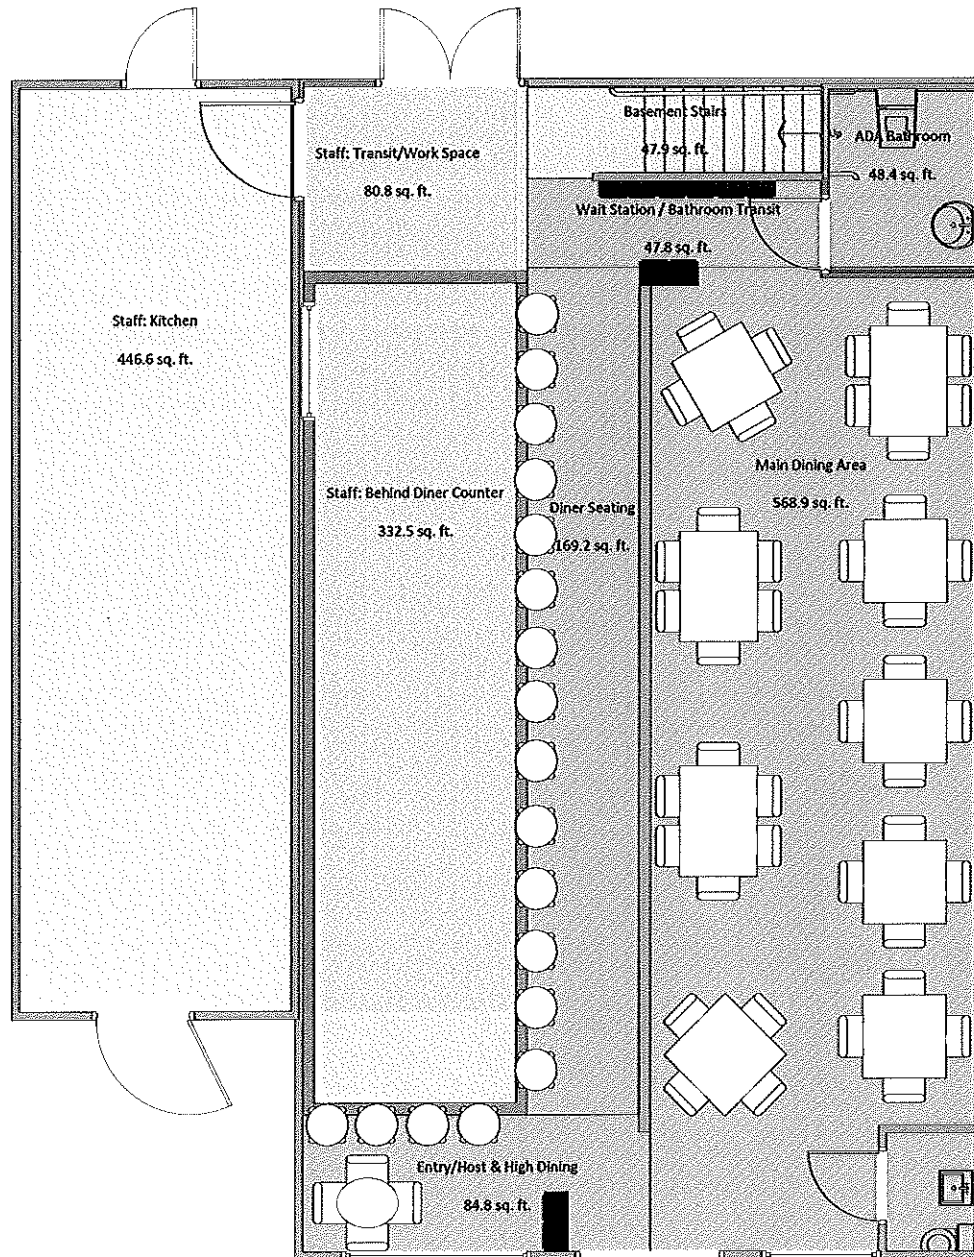 Basement Stairs
47.9 sq. ft.
ADA Bathroom
48.4 sq. ft.
Staff: Transit/Work Space
80.8 sq. ft.
Wait Station / Bathroom Transit
47.8 sq. ft.
Staff: Kitchen
446.6 sq. ft.
Main Dining Area
568.9 sq. ft.
Staff: Behind Diner Counter
332.5 sq. ft.
Diner Seating
169.2 sq. ft.
Entry/Host & High Dining
84.8 sq. ft.